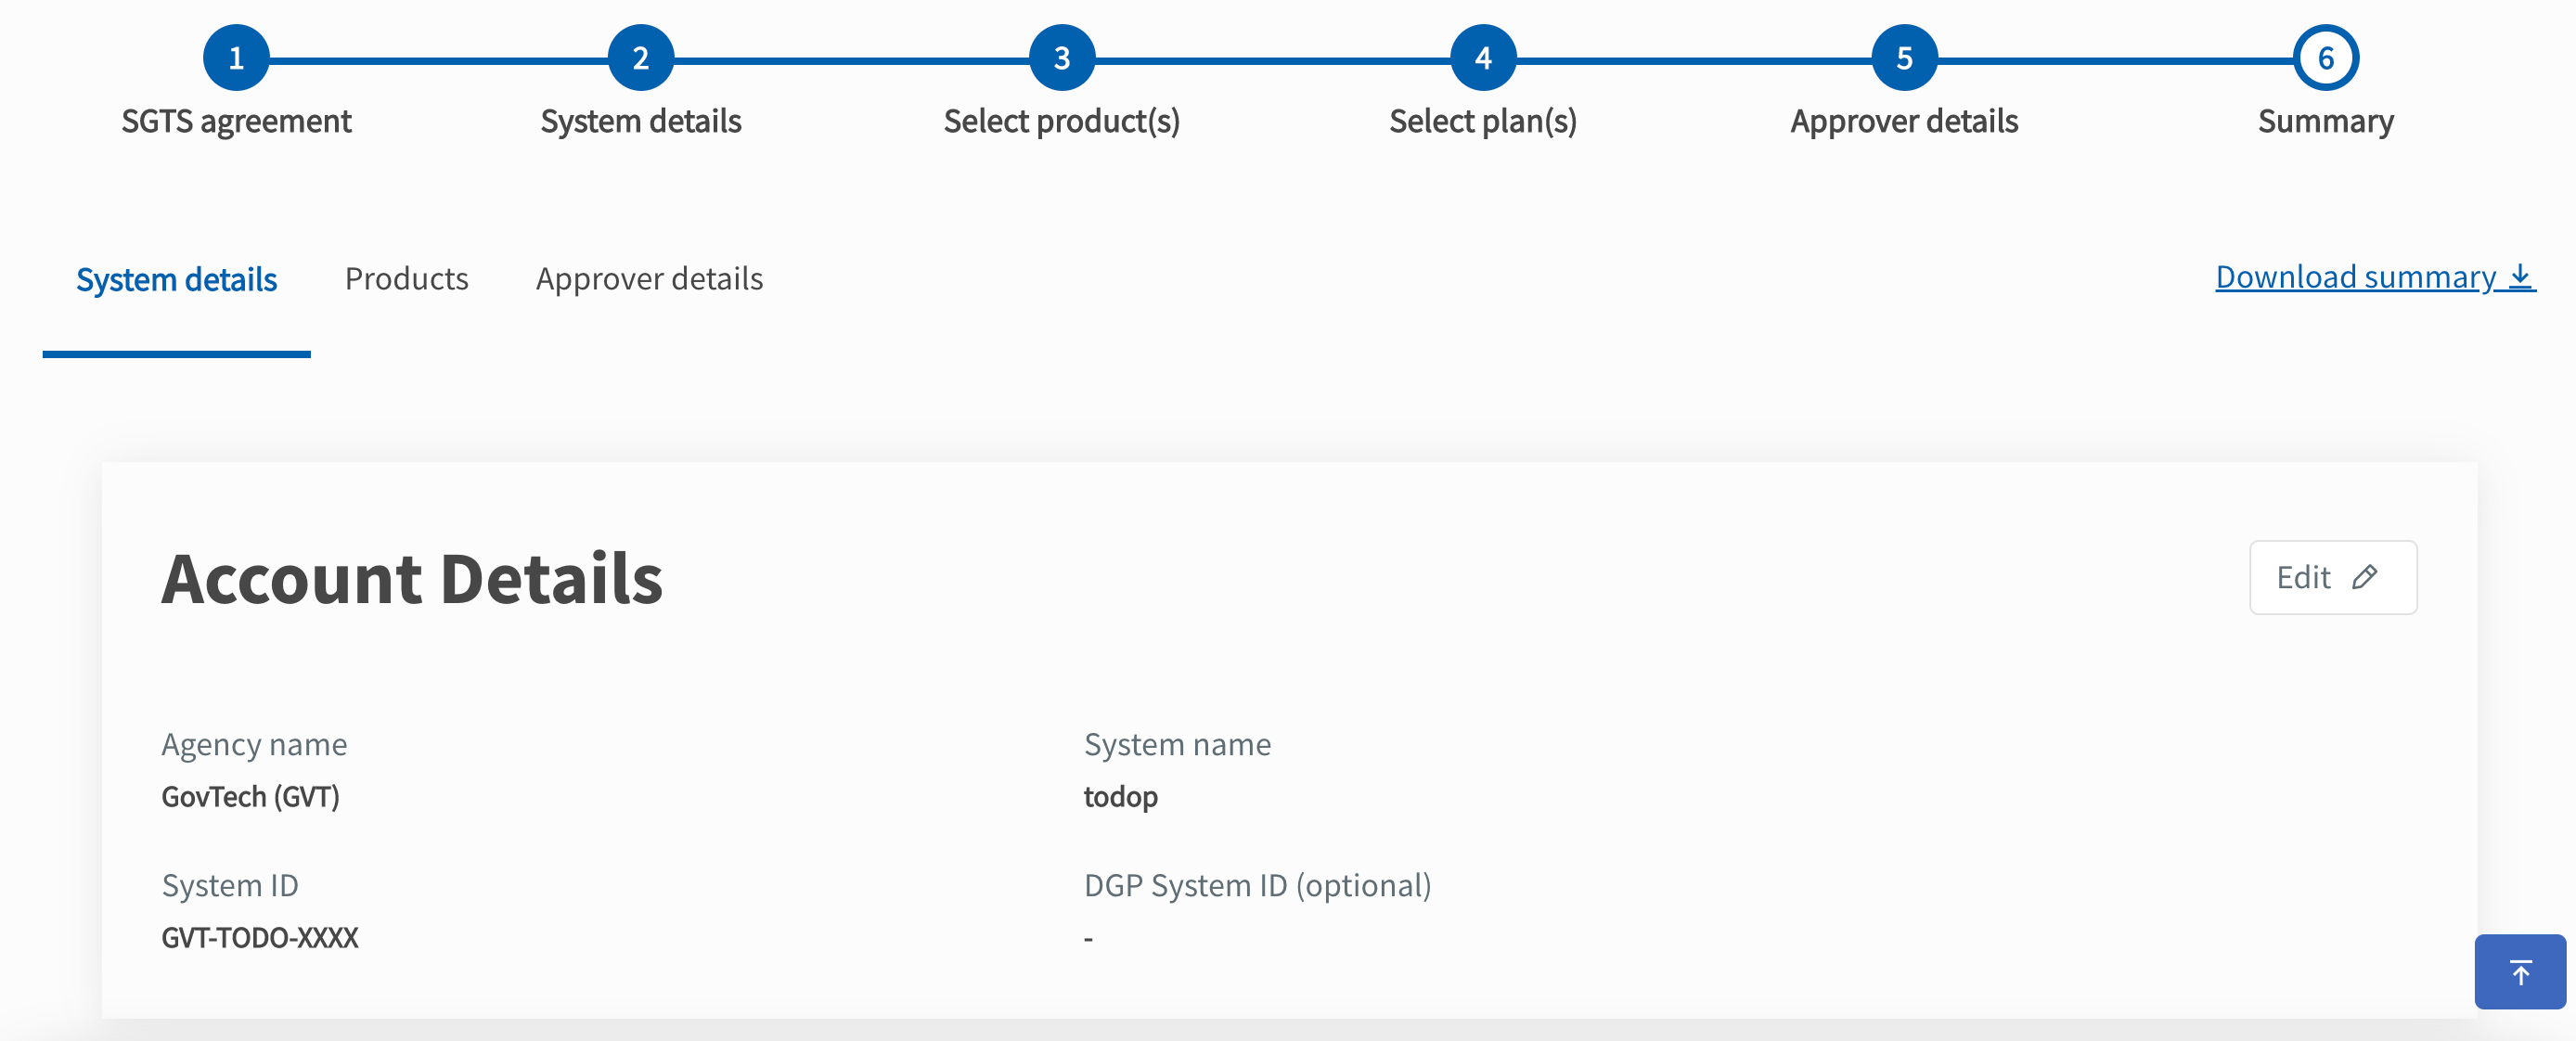 1 2 3 4 5 6
SGTS agreement System details Select product(s) Select plan(s) Approver details Summary
System details Products Approver details Download summary
Account Details Edit
Agency name System name
GovTech (GVT) todop
System ID DGP System ID (optional)
GVT-TODO-XXXX -